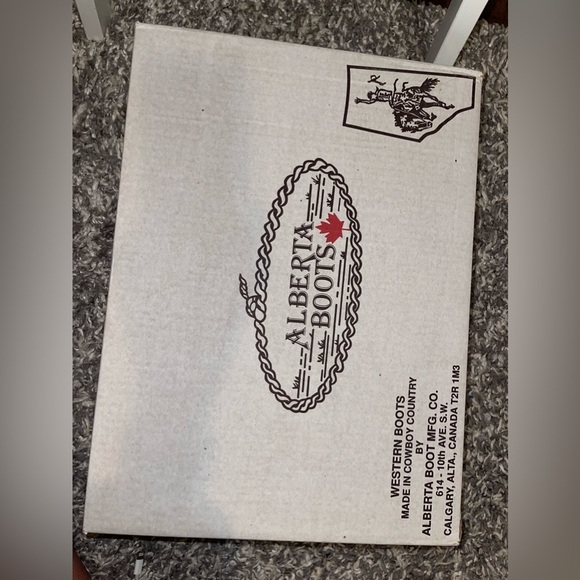 ALBERTA
BOOTS
WESTERN BOOTS
MADE IN COWBOY COUNTRY
BY
ALBERTA BOOT MFG. CO.
614 - 10th AVE. S.W.
CALGARY, ALTA., CANADA T2R 1M3